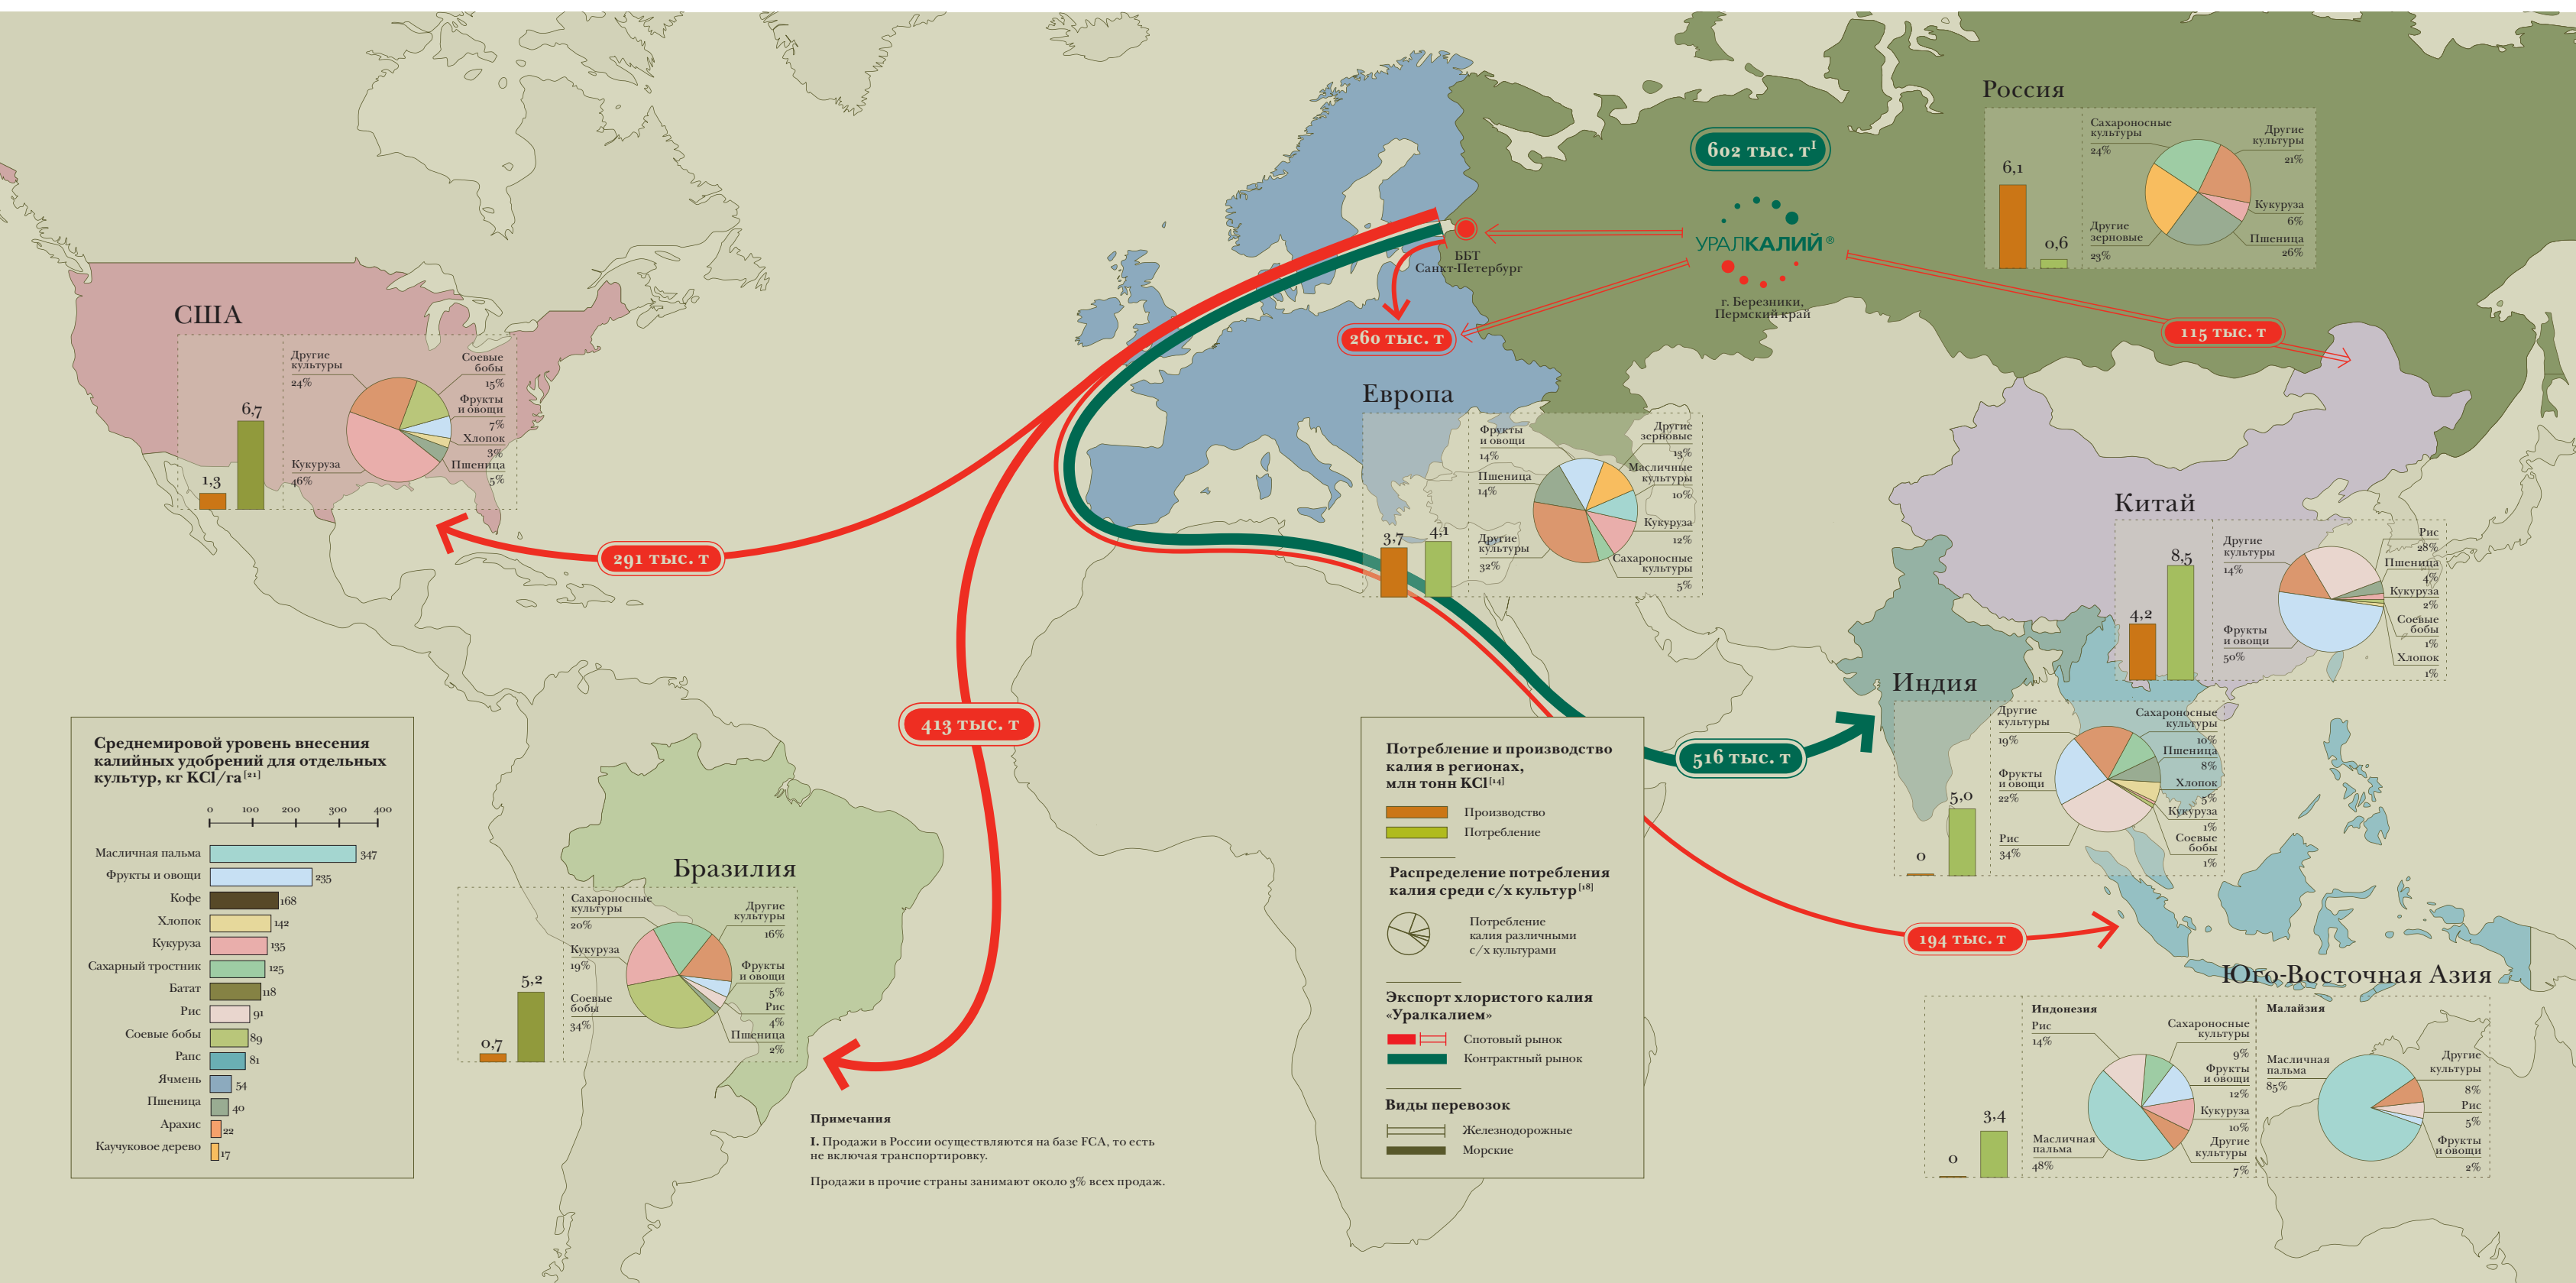 Россия
6,1
0,6
Сахароносные
культуры
24%
Другие
культуры
21%
Кукуруза
6%
Пшеница
26%
Другие
зерновые
23%
602 тыс. т¹
УРАЛКАЛИЙ®
г. Березники,
Пермский край
ББТ
Санкт-Петербург
260 тыс. т
115 тыс. т
США
1,3
6,7
Другие
культуры
24%
Соевые
бобы
15%
Фрукты
и овощи
7%
Хлопок
3%
Пшеница
5%
Кукуруза
46%
291 тыс. т
Европа
3,7
4,1
Фрукты
и овощи
14%
Пшеница
14%
Другие
культуры
32%
Другие
зерновые
13%
Масличные
культуры
10%
Кукуруза
12%
Сахароносные
культуры
5%
Китай
4,2
8,5
Другие
культуры
14%
Фрукты
и овощи
50%
Рис
28%
Пшеница
4%
Кукуруза
2%
Соевые
бобы
1%
Хлопок
1%
Индия
0
5,0
Другие
культуры
19%
Фрукты
и овощи
22%
Рис
34%
Сахароносные
культуры
10%
Пшеница
8%
Хлопок
5%
Кукуруза
1%
Соевые
бобы
1%
413 тыс. т
516 тыс. т
194 тыс. т
Среднемировой уровень внесения
калийных удобрений для отдельных
культур, кг KCl/га[21]
0 100 200 300 400
Масличная пальма 347
Фрукты и овощи 235
Кофе 168
Хлопок 142
Кукуруза 135
Сахарный тростник 125
Батат 118
Рис 91
Соевые бобы 89
Рапс 81
Ячмень 54
Пшеница 40
Арахис 22
Каучуковое дерево 17
Бразилия
0,7
5,2
Сахароносные
культуры
20%
Кукуруза
19%
Соевые
бобы
34%
Другие
культуры
16%
Фрукты
и овощи
5%
Рис
4%
Пшеница
2%
Примечания
I. Продажи в России осуществляются на базе FCA, то есть
не включая транспортировку.
Продажи в прочие страны занимают около 3% всех продаж.
Потребление и производство
калия в регионах,
млн тонн KCl[14]
Производство
Потребление
Распределение потребления
калия среди с/х культур[18]
Потребление
калия различными
с/х культурами
Экспорт хлористого калия
«Уралкалием»
Спотовый рынок
Контрактный рынок
Виды перевозок
Железнодорожные
Морские
Юго-Восточная Азия
0
3,4
Индонезия
Рис
14%
Масличная
пальма
48%
Сахароносные
культуры
9%
Фрукты
и овощи
12%
Кукуруза
10%
Другие
культуры
7%
Малайзия
Масличная
пальма
85%
Другие
культуры
8%
Рис
5%
Фрукты
и овощи
2%